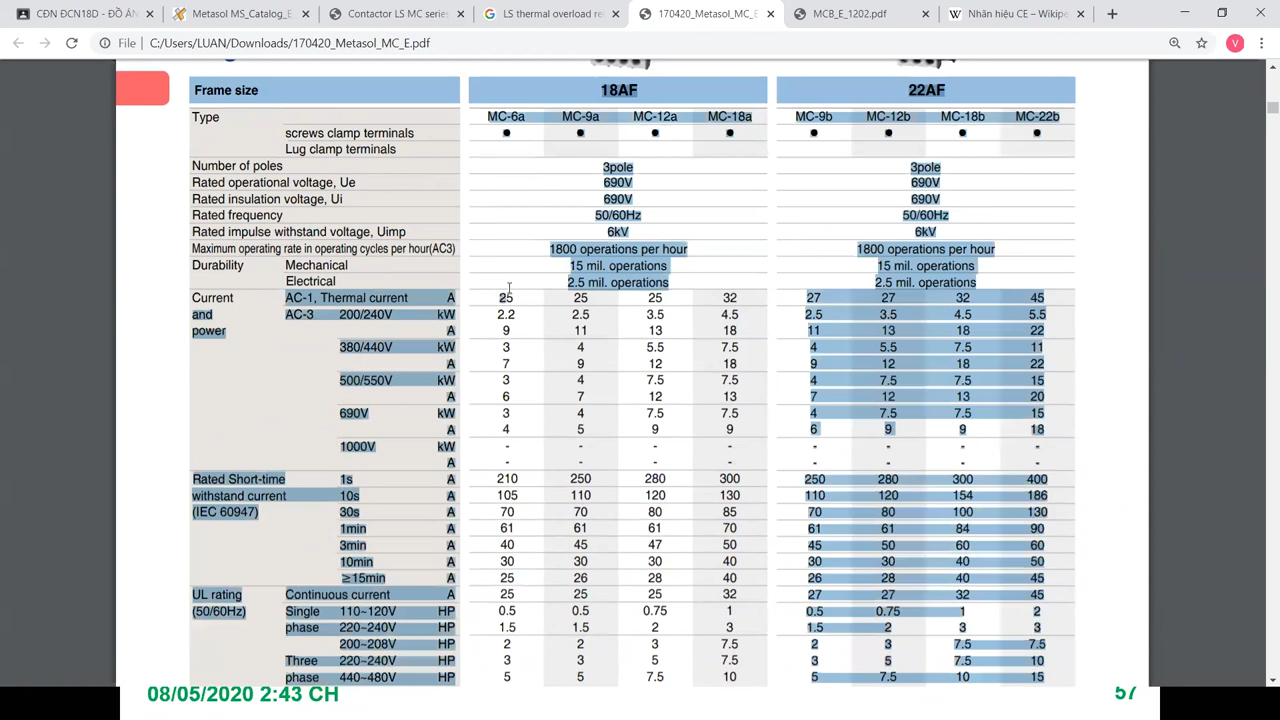 CĐN ĐCN18D - ĐỒ ÁN Metasol MS_Catalog_E Contactor LS MC series LS thermal overload re 170420_Metasol_MC_E MCB_E_1202.pdf Nhãn hiệu CE – Wikipe
File C:/Users/LUAN/Downloads/170420_Metasol_MC_E.pdf V
Frame size 18AF 22AF
Type MC-6a MC-9a MC-12a MC-18a MC-9b MC-12b MC-18b MC-22b
screws clamp terminals ● ● ● ● ● ● ● ●
Lug clamp terminals
Number of poles 3pole 3pole
Rated operational voltage, Ue 690V 690V
Rated insulation voltage, Ui 690V 690V
Rated frequency 50/60Hz 50/60Hz
Rated impulse withstand voltage, Uimp 6kV 6kV
Maximum operating rate in operating cycles per hour(AC3) 1800 operations per hour 1800 operations per hour
Durability Mechanical 15 mil. operations 15 mil. operations
Electrical 2.5 mil. operations 2.5 mil. operations
Current AC-1, Thermal current A 25 25 25 32 27 27 32 45
and AC-3 200/240V kW 2.2 2.5 3.5 4.5 2.5 3.5 4.5 5.5
power A 9 11 13 18 11 13 18 22
380/440V kW 3 4 5.5 7.5 4 5.5 7.5 11
A 7 9 12 18 9 12 18 22
500/550V kW 3 4 7.5 7.5 4 7.5 7.5 15
A 6 7 12 13 7 12 13 20
690V kW 3 4 7.5 7.5 4 7.5 7.5 15
A 4 5 9 9 6 9 9 18
1000V kW - - - - - - - -
A - - - - - - - -
Rated Short-time 1s A 210 250 280 300 250 280 300 400
withstand current 10s A 105 110 120 130 110 120 154 186
(IEC 60947) 30s A 70 70 80 85 70 80 100 130
1min A 61 61 61 70 61 61 84 90
3min A 40 45 47 50 45 50 60 60
10min A 30 30 30 40 30 30 40 50
≥15min A 25 26 28 40 26 28 40 45
UL rating Continuous current A 25 25 25 32 27 27 32 45
(50/60Hz) Single 110~120V HP 0.5 0.5 0.75 1 0.5 0.75 1 2
phase 220~240V HP 1.5 1.5 2 3 1.5 2 3 3
200~208V HP 2 2 3 7.5 2 3 7.5 7.5
Three 220~240V HP 3 3 5 7.5 3 5 7.5 10
phase 440~480V HP 5 5 7.5 10 5 7.5 10 15
08/05/2020 2:43 CH 57